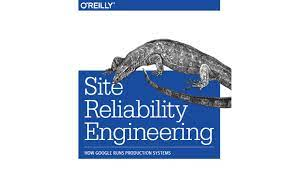 O'REILLY®
Site
Reliability
Engineering
HOW GOOGLE RUNS PRODUCTION SYSTEMS